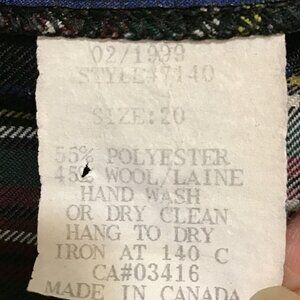 02/1999
STYLE#7140
SIZE:20
55% POLYESTER
45% WOOL/LAINE
HAND WASH
OR DRY CLEAN
HANG TO DRY
IRON AT 140 C
CA#03416
MADE IN CANADA